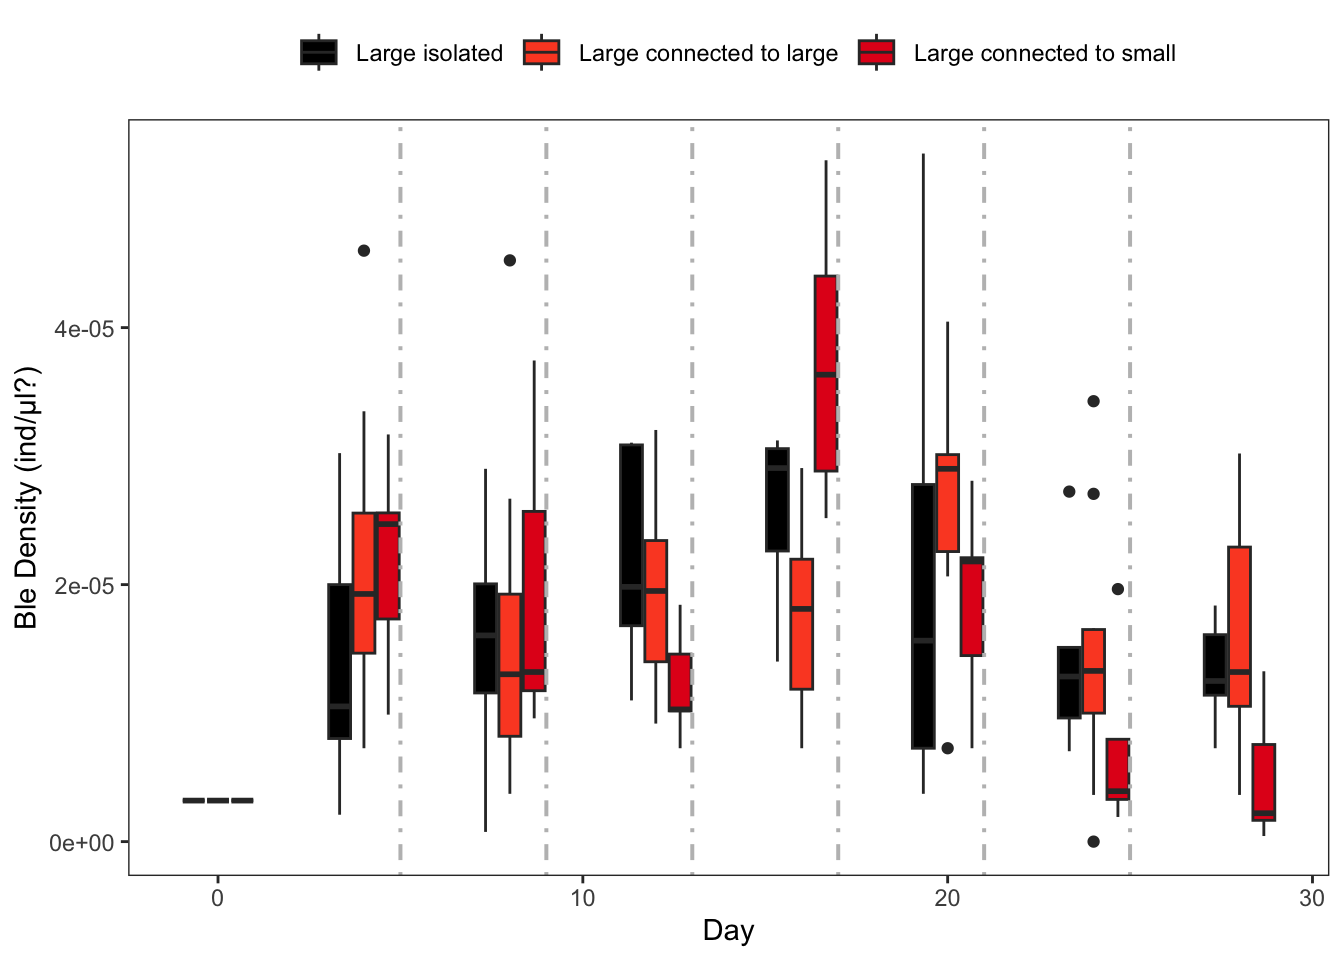 Large isolated Large connected to large Large connected to small
Ble Density (ind/μl?)
4e-05
2e-05
0e+00
0 10 20 30
Day